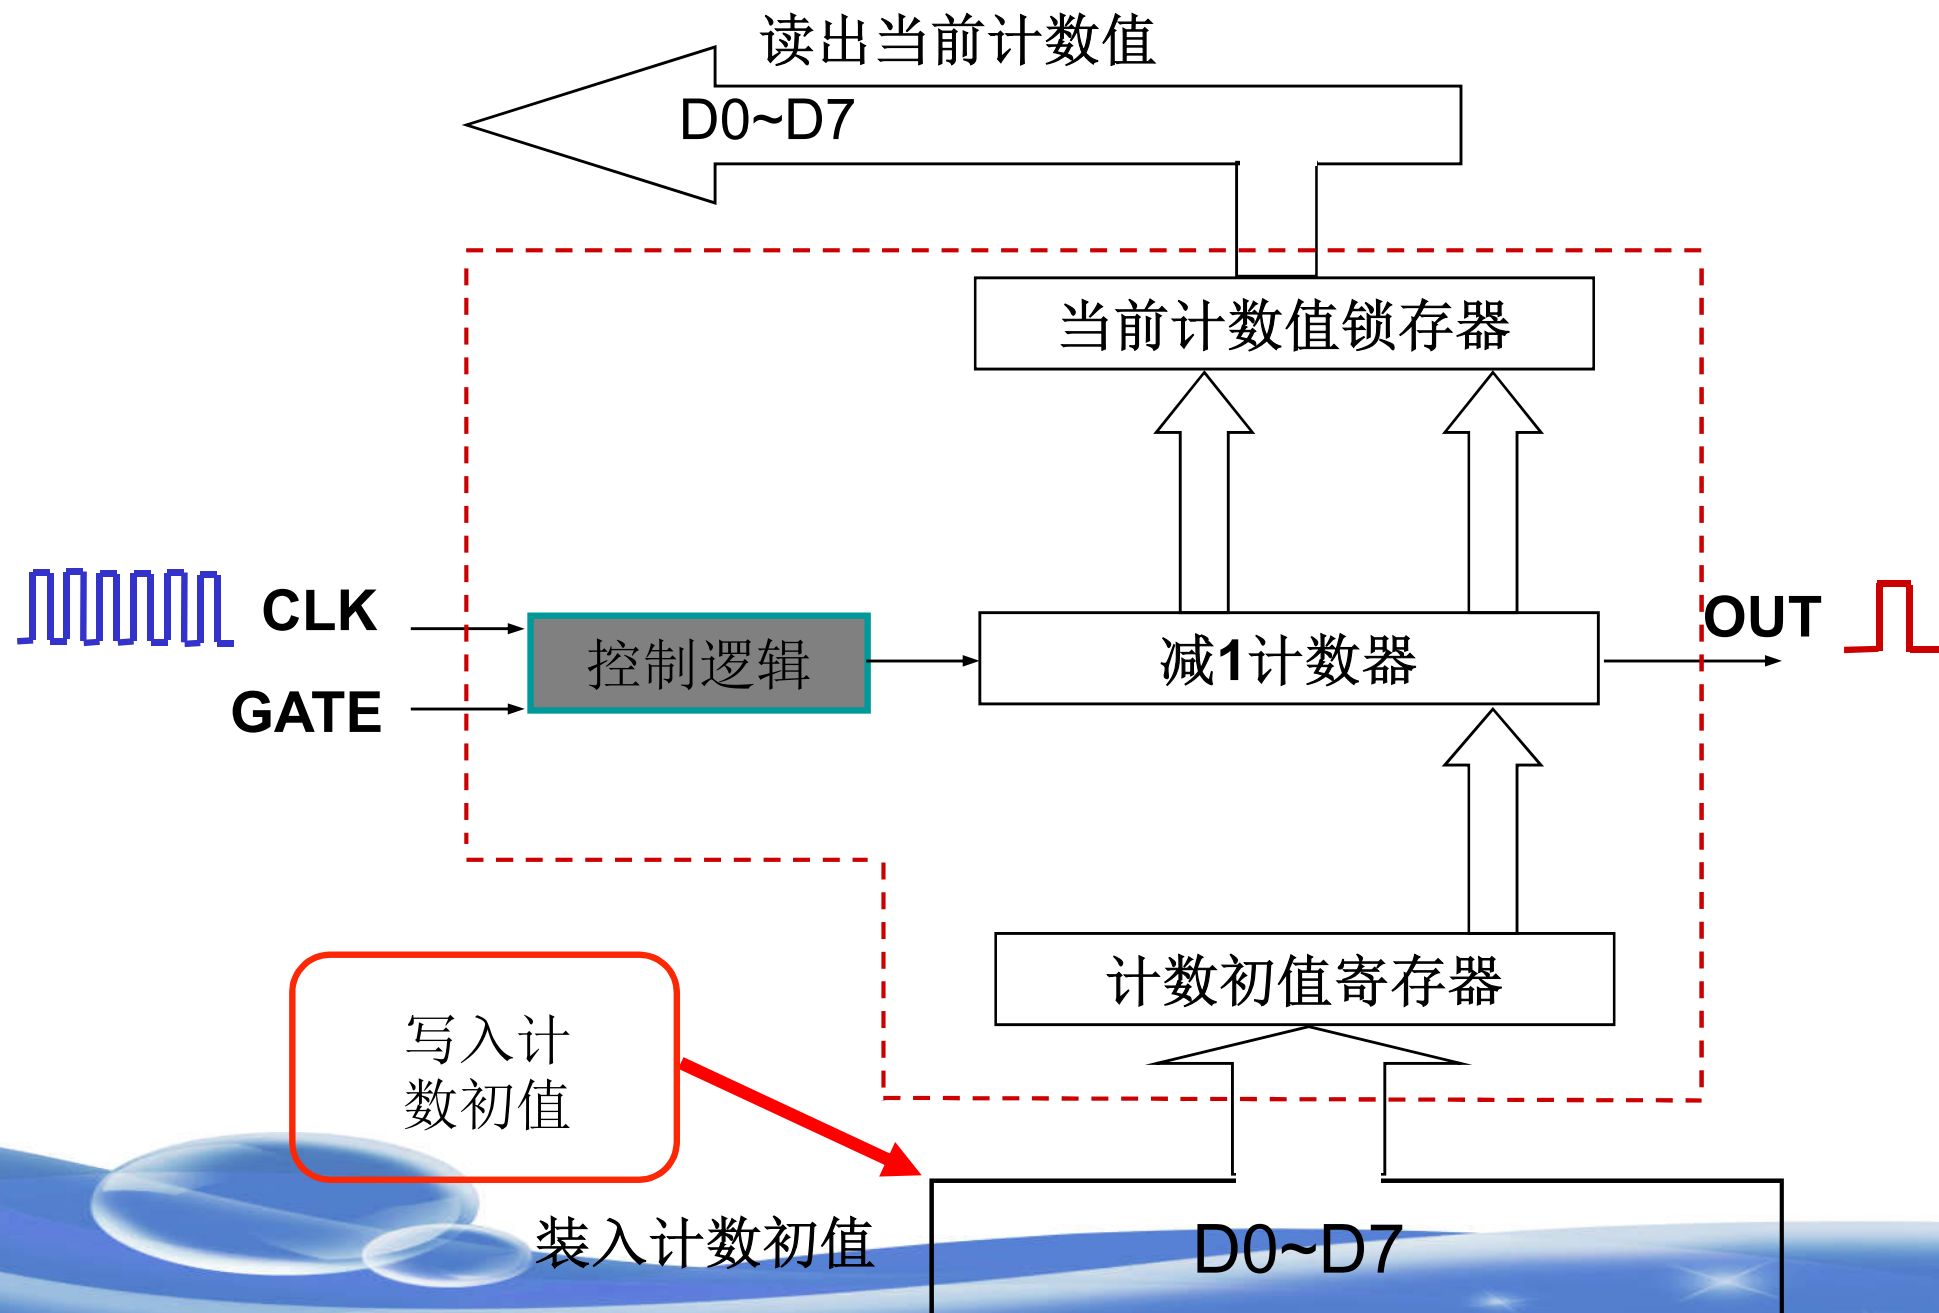 读出当前计数值
D0~D7
当前计数值锁存器
CLK
控制逻辑
减1计数器
OUT
GATE
计数初值寄存器
写入计
数初值
装入计数初值
D0~D7